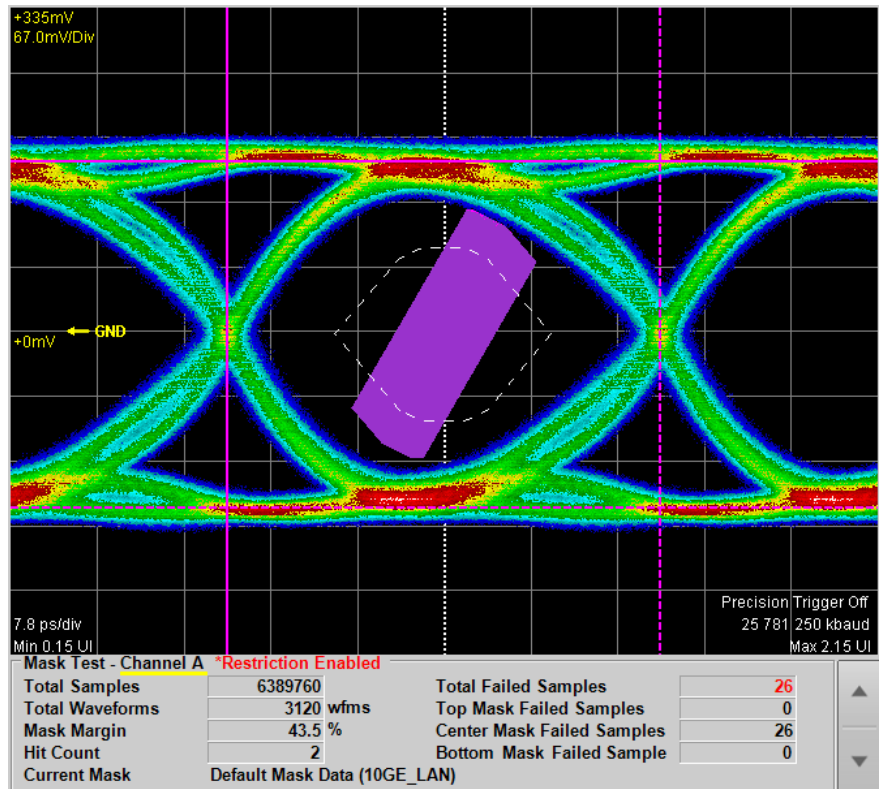 +335mV
67.0mV/Div
← GND
+0mV
Precision Trigger Off
7.8 ps/div
25 781 250 kbaud
Min 0.15 UI
Max 2.15 UI
Mask Test - Channel A *Restriction Enabled
Total Samples 6389760 Total Failed Samples 26
Total Waveforms 3120 wfms Top Mask Failed Samples 0
Mask Margin 43.5 % Center Mask Failed Samples 26
Hit Count 2 Bottom Mask Failed Sample 0
Current Mask Default Mask Data (10GE_LAN)